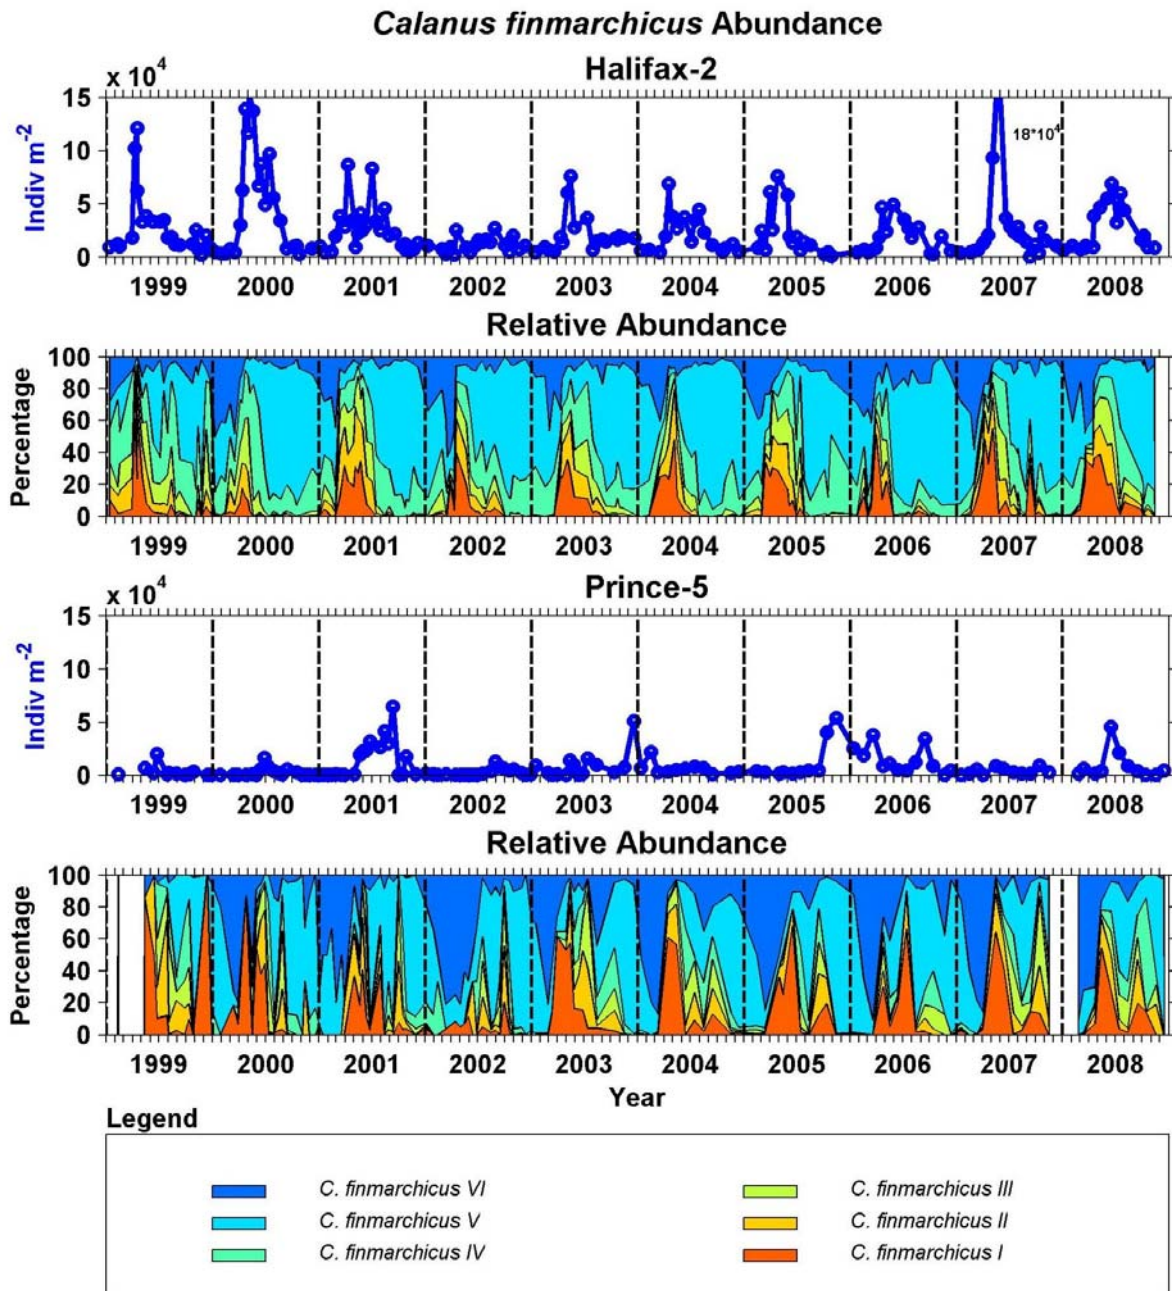 Calanus finmarchicus Abundance
Halifax-2
x 10⁴
15
10
5
0
Indiv m⁻²
18*10⁴
1999 2000 2001 2002 2003 2004 2005 2006 2007 2008
Relative Abundance
100
80
60
40
20
0
Percentage
1999 2000 2001 2002 2003 2004 2005 2006 2007 2008
Prince-5
x 10⁴
15
10
5
0
Indiv m⁻²
1999 2000 2001 2002 2003 2004 2005 2006 2007 2008
Relative Abundance
100
80
60
40
20
0
Percentage
1999 2000 2001 2002 2003 2004 2005 2006 2007 2008
Year
Legend
C. finmarchicus VI
C. finmarchicus V
C. finmarchicus IV
C. finmarchicus III
C. finmarchicus II
C. finmarchicus I